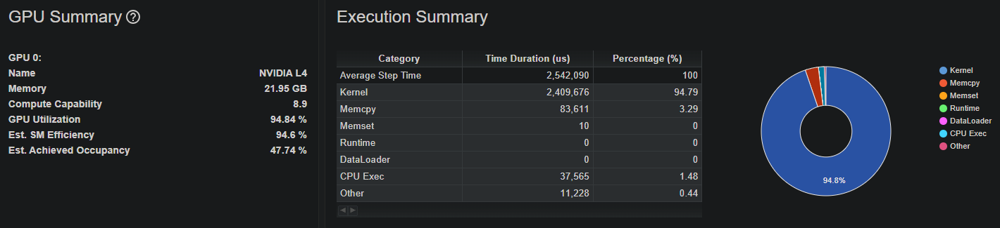 GPU Summary
GPU 0:
Name NVIDIA L4
Memory 21.95 GB
Compute Capability 8.9
GPU Utilization 94.84 %
Est. SM Efficiency 94.6 %
Est. Achieved Occupancy 47.74 %
Execution Summary
Category Time Duration (us) Percentage (%)
Average Step Time 2,542,090 100
Kernel 2,409,676 94.79
Memcpy 83,611 3.29
Memset 10 0
Runtime 0 0
DataLoader 0 0
CPU Exec 37,565 1.48
Other 11,228 0.44
94.8%
Kernel
Memcpy
Memset
Runtime
DataLoader
CPU Exec
Other